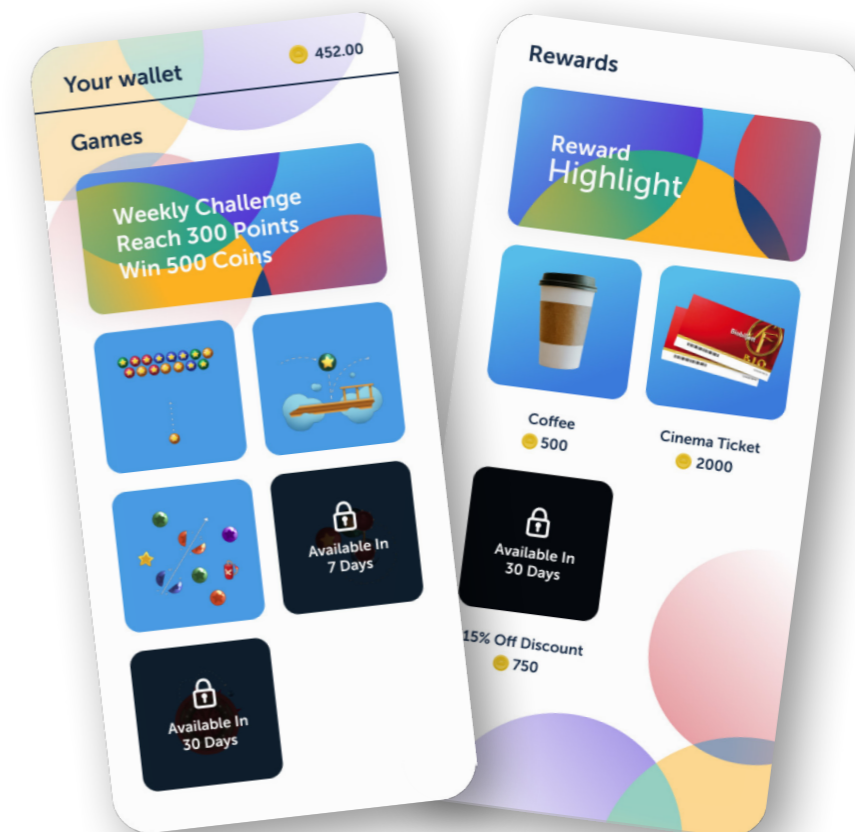 Your wallet
452.00
Games
Weekly Challenge
Reach 300 Points
Win 500 Coins
Available In
7 Days
Available In
30 Days
Rewards
Reward
Highlight
Coffee
500
Cinema Ticket
2000
Available In
30 Days
15% Off Discount
750